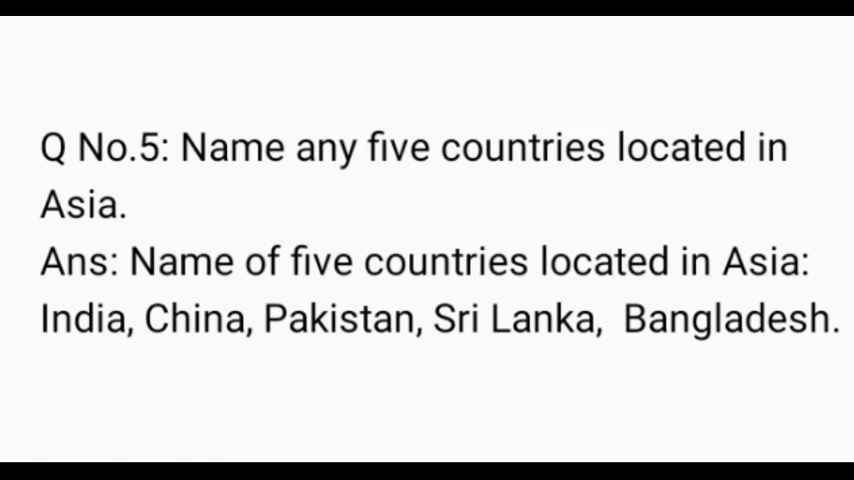 Q No.5: Name any five countries located in
Asia.
Ans: Name of five countries located in Asia:
India, China, Pakistan, Sri Lanka,  Bangladesh.